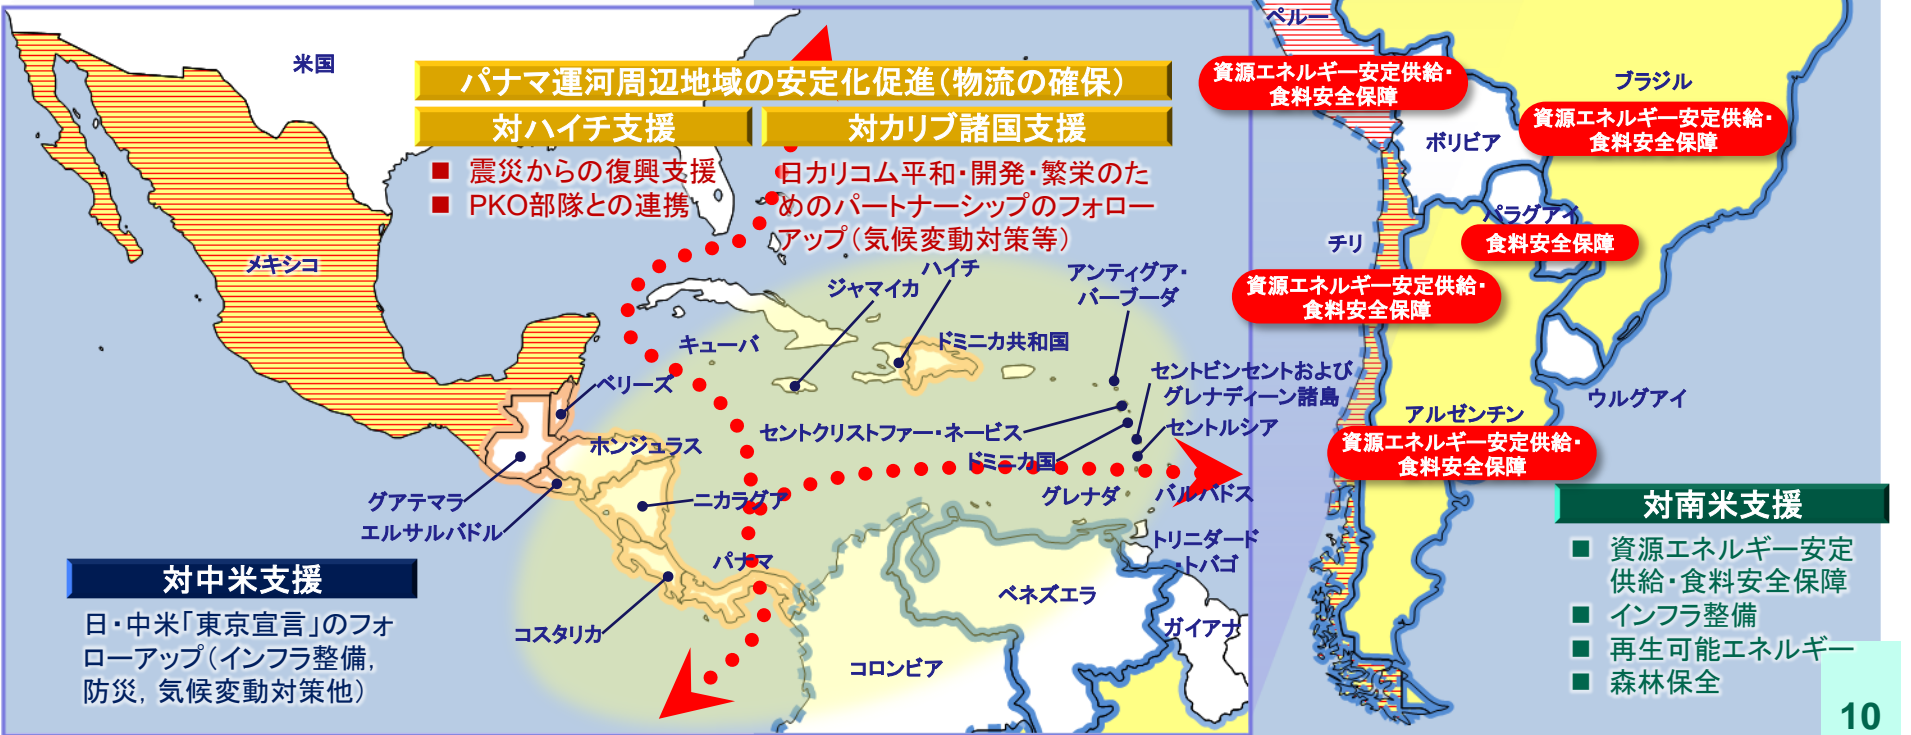 米国
パナマ運河周辺地域の安定化促進（物流の確保）
対ハイチ支援
■ 震災からの復興支援
■ PKO部隊との連携
対カリブ諸国支援
日カリコム平和・開発・繁栄のた
めのパートナーシップのフォロー
アップ（気候変動対策等）
メキシコ
ジャマイカ
ハイチ
アンティグア・
バーブーダ
キューバ
ドミニカ共和国
ベリーズ
セントビンセントおよび
グレナディーン諸島
セントクリストファー・ネービス
セントルシア
ホンジュラス
ドミニカ国
グアテマラ
ニカラグア
グレナダ
バルバドス
エルサルバドル
トリニダード
・トバゴ
パナマ
ベネズエラ
コスタリカ
ガイアナ
コロンビア
対中米支援
日・中米「東京宣言」のフォ
ローアップ（インフラ整備，
防災，気候変動対策他）
ペルー
資源エネルギー安定供給・
食料安全保障
ブラジル
資源エネルギー安定供給・
食料安全保障
ボリビア
パラグアイ
食料安全保障
チリ
資源エネルギー安定供給・
食料安全保障
ウルグアイ
アルゼンチン
資源エネルギー安定供給・
食料安全保障
対南米支援
■ 資源エネルギー安定
供給・食料安全保障
■ インフラ整備
■ 再生可能エネルギー
■ 森林保全
10